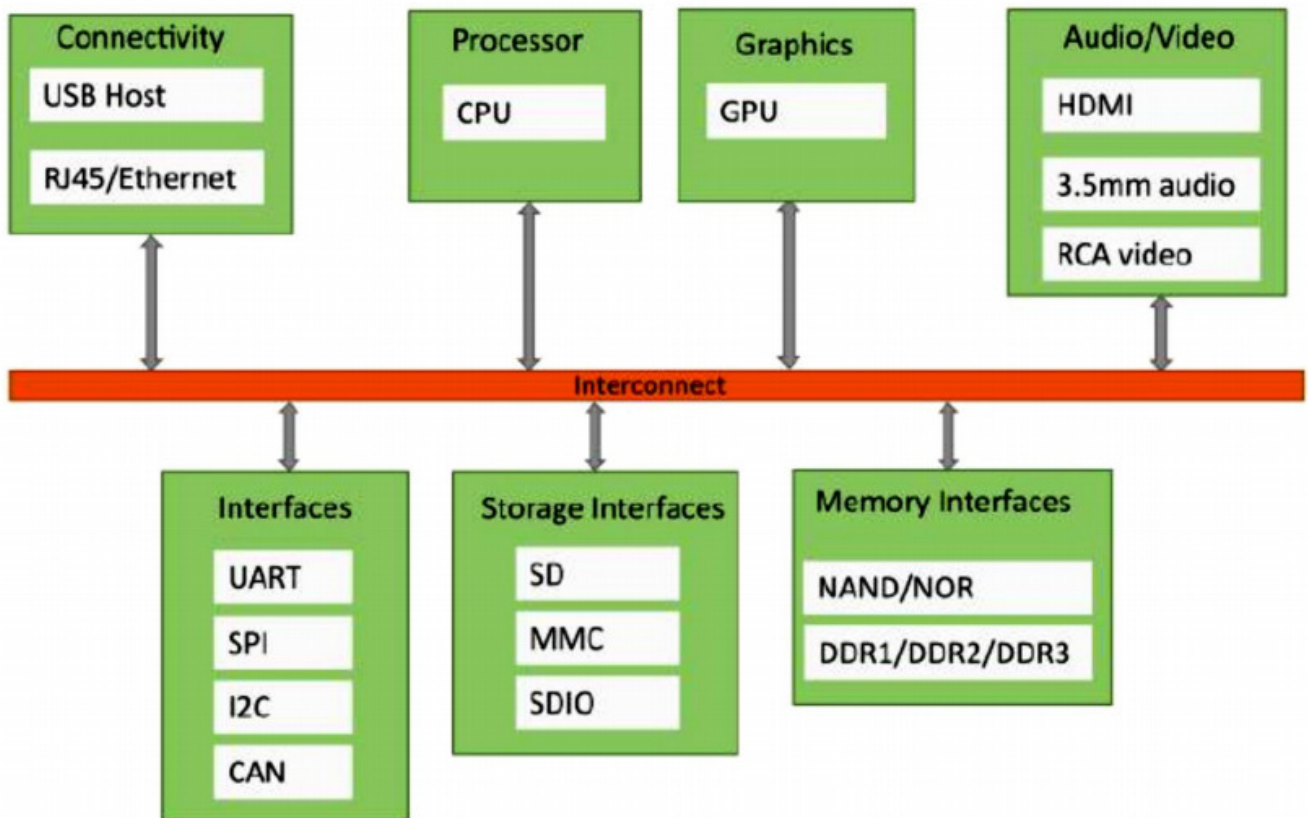 Connectivity
USB Host
RJ45/Ethernet
Processor
CPU
Graphics
GPU
Audio/Video
HDMI
3.5mm audio
RCA video
Interconnect
Interfaces
UART
SPI
I2C
CAN
Storage Interfaces
SD
MMC
SDIO
Memory Interfaces
NAND/NOR
DDR1/DDR2/DDR3